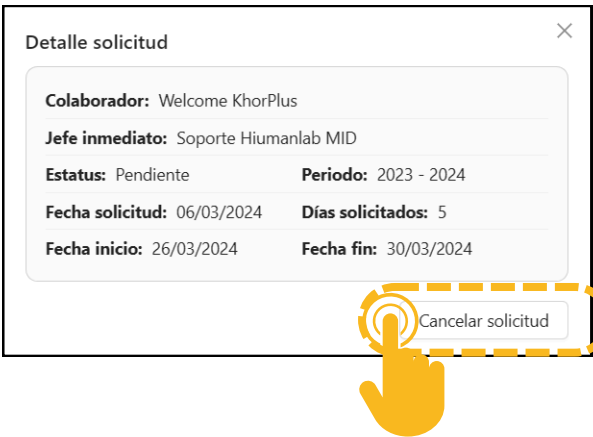 Detalle solicitud
Colaborador: Welcome KhorPlus
Jefe inmediato: Soporte Hiumanlab MID
Estatus: Pendiente Periodo: 2023 - 2024
Fecha solicitud: 06/03/2024 Días solicitados: 5
Fecha inicio: 26/03/2024 Fecha fin: 30/03/2024
Cancelar solicitud